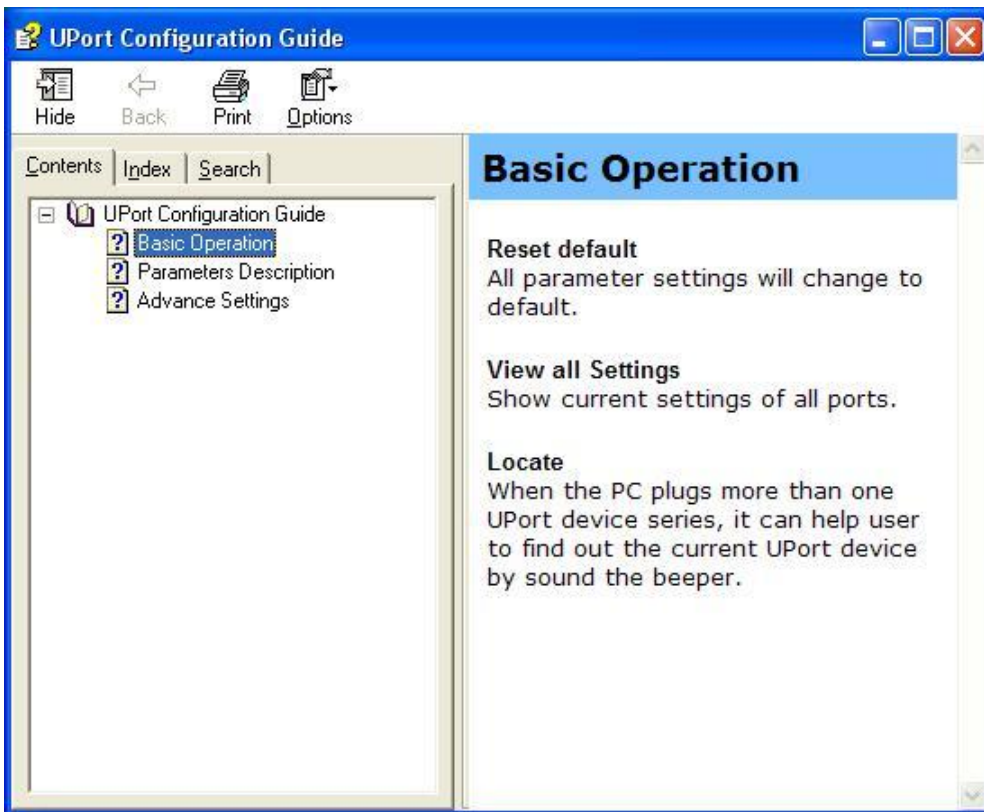 UPort Configuration Guide
Hide Back Print Options
Contents Index Search
UPort Configuration Guide
Basic Operation
Parameters Description
Advance Settings
Basic Operation
Reset default
All parameter settings will change to
default.
View all Settings
Show current settings of all ports.
Locate
When the PC plugs more than one
UPort device series, it can help user
to find out the current UPort device
by sound the beeper.